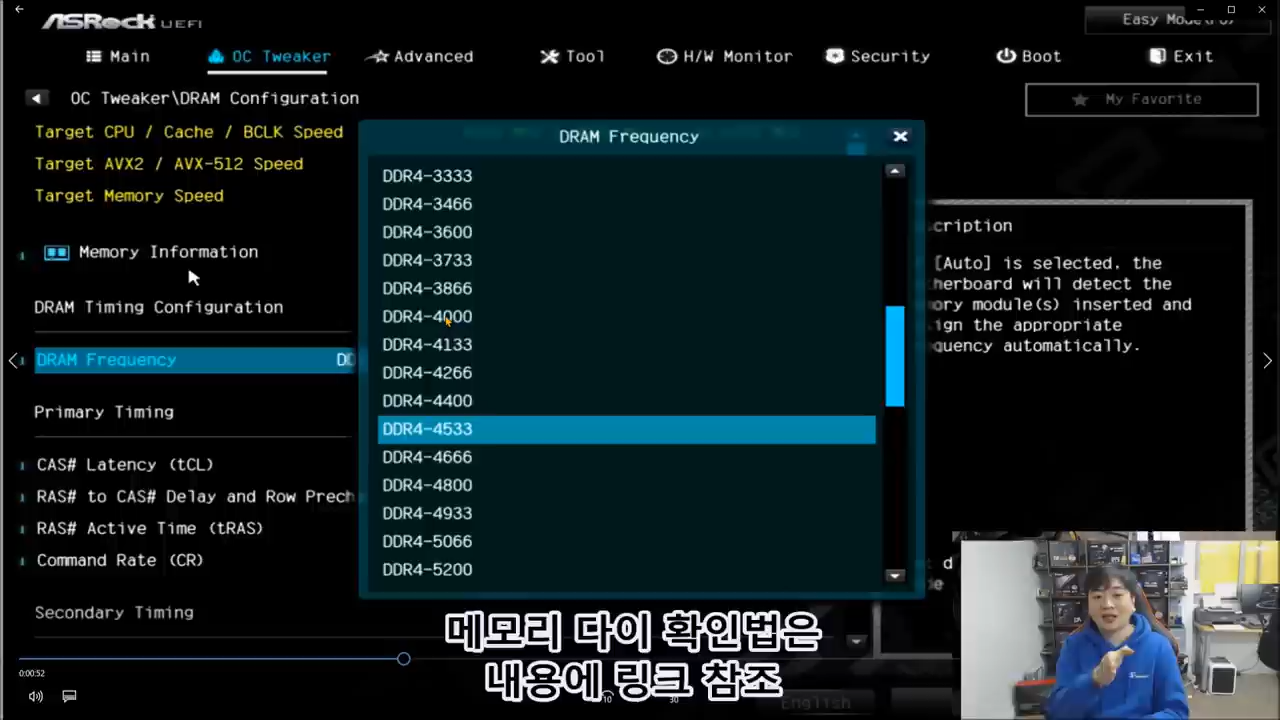 ASRock UEFI
Easy Mode(F6)
Main
OC Tweaker
Advanced
Tool
H/W Monitor
Security
Boot
Exit
OC Tweaker\DRAM Configuration
My Favorite
Target CPU / Cache / BCLK Speed
Target AVX2 / AVX-512 Speed
Target Memory Speed
Memory Information
DRAM Timing Configuration
DRAM Frequency
Primary Timing
CAS# Latency (tCL)
RAS# to CAS# Delay and Row Prech
RAS# Active Time (tRAS)
Command Rate (CR)
Secondary Timing
DRAM Frequency
DDR4-3333
DDR4-3466
DDR4-3600
DDR4-3733
DDR4-3866
DDR4-4000
DDR4-4133
DDR4-4266
DDR4-4400
DDR4-4533
DDR4-4666
DDR4-4800
DDR4-4933
DDR4-5066
DDR4-5200
scription
[Auto] is selected, the
herboard will detect the
ory module(s) inserted and
ign the appropriate
quency automatically.
메모리 다이 확인법은
내용에 링크 참조
0:00:52
10
30
English